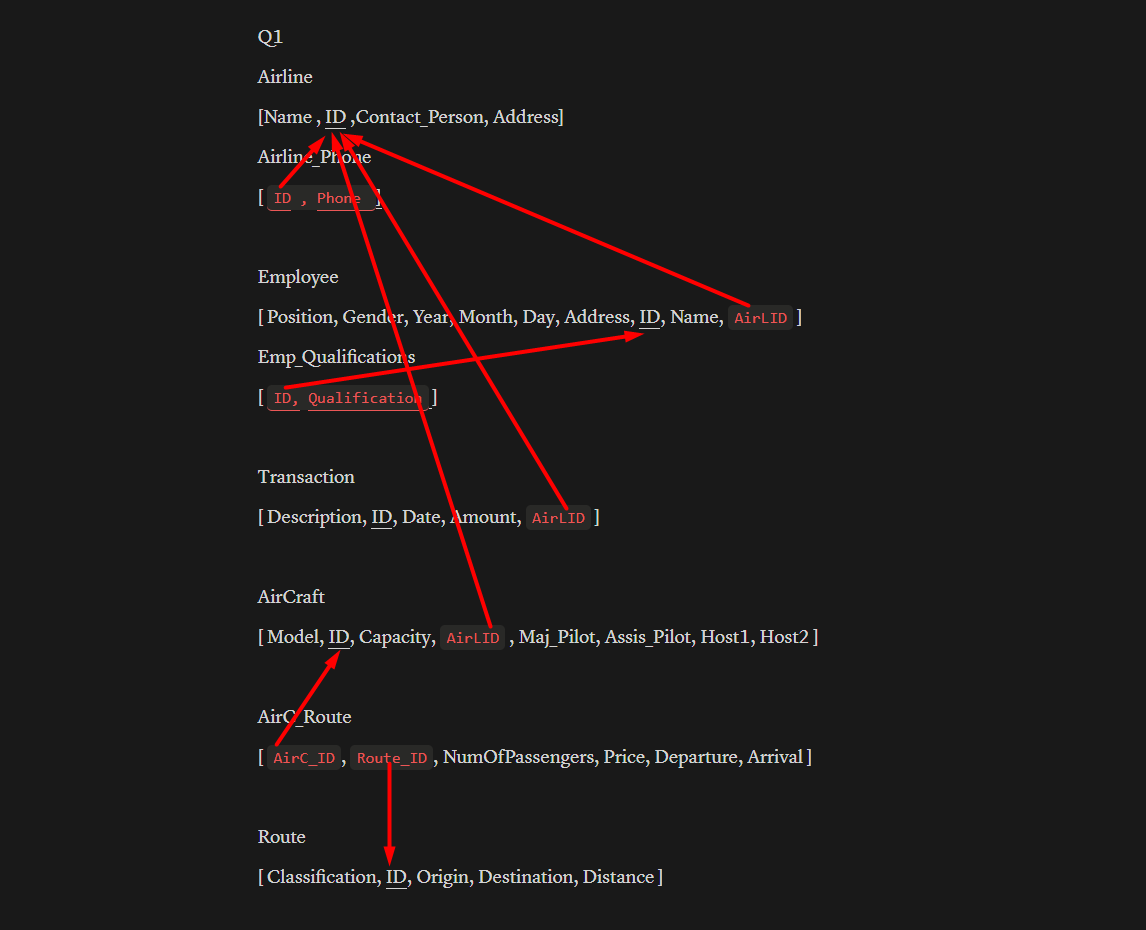 Q1
Airline
[Name , ID ,Contact_Person, Address]
Airline_Phone
[ ID , Phone ]
Employee
[ Position, Gender, Year, Month, Day, Address, ID, Name, AirLID ]
Emp_Qualifications
[ ID, Qualification ]
Transaction
[ Description, ID, Date, Amount, AirLID ]
AirCraft
[ Model, ID, Capacity, AirLID , Maj_Pilot, Assis_Pilot, Host1, Host2 ]
AirC_Route
[ AirC_ID , Route_ID , NumOfPassengers, Price, Departure, Arrival ]
Route
[ Classification, ID, Origin, Destination, Distance ]